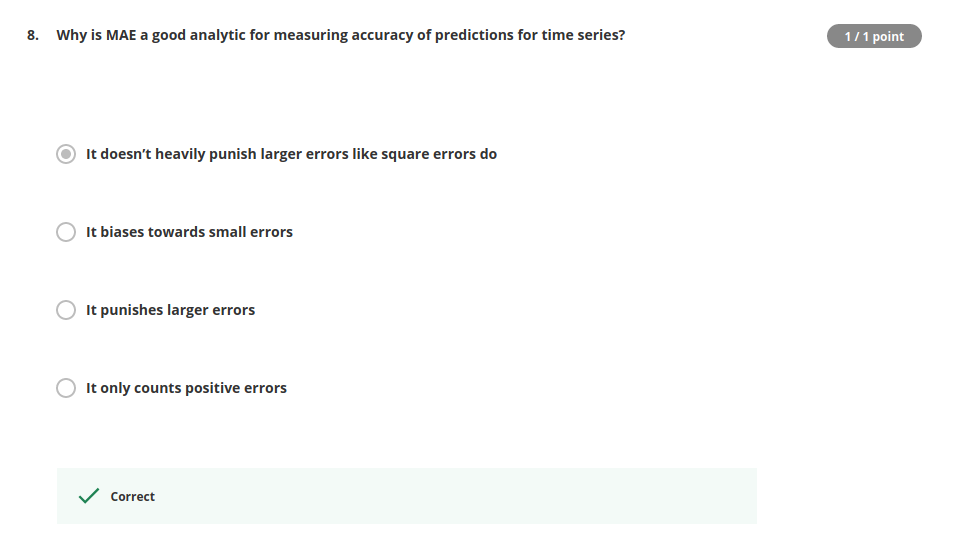 8. Why is MAE a good analytic for measuring accuracy of predictions for time series?
1 / 1 point
It doesn’t heavily punish larger errors like square errors do
It biases towards small errors
It punishes larger errors
It only counts positive errors
Correct